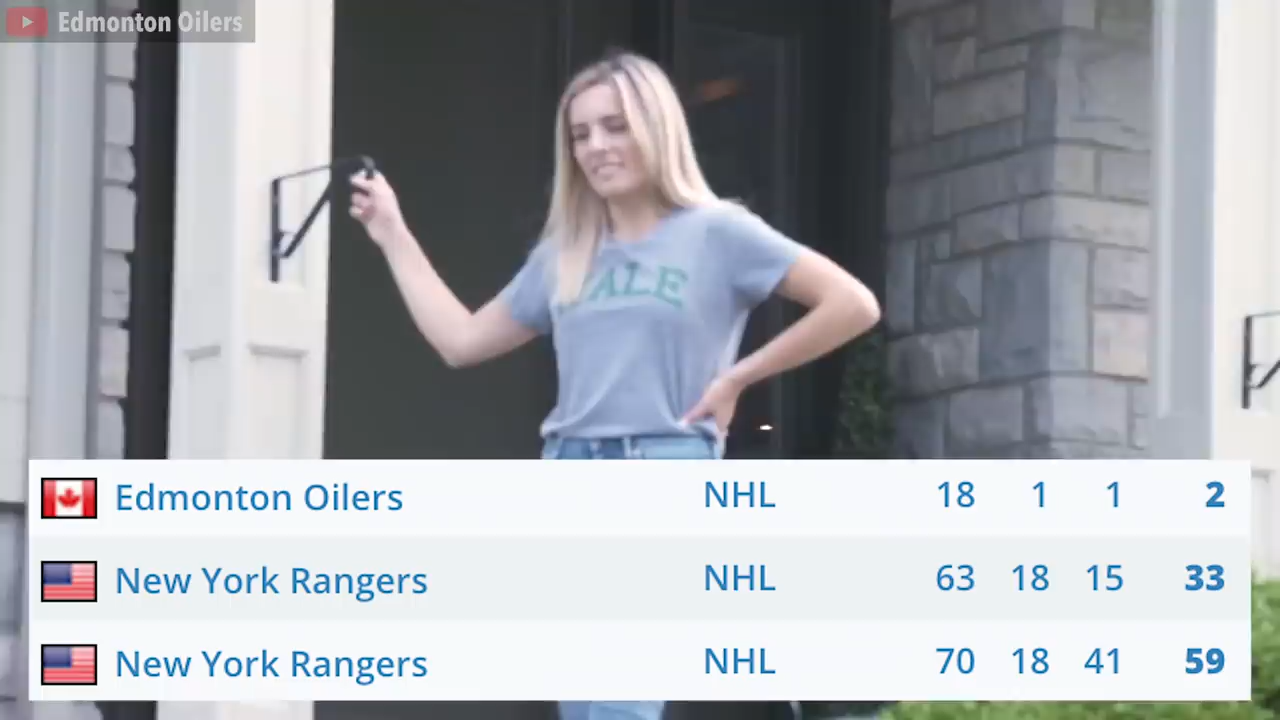 Edmonton Oilers
ALE
Edmonton Oilers NHL 18 1 1 2
New York Rangers NHL 63 18 15 33
New York Rangers NHL 70 18 41 59